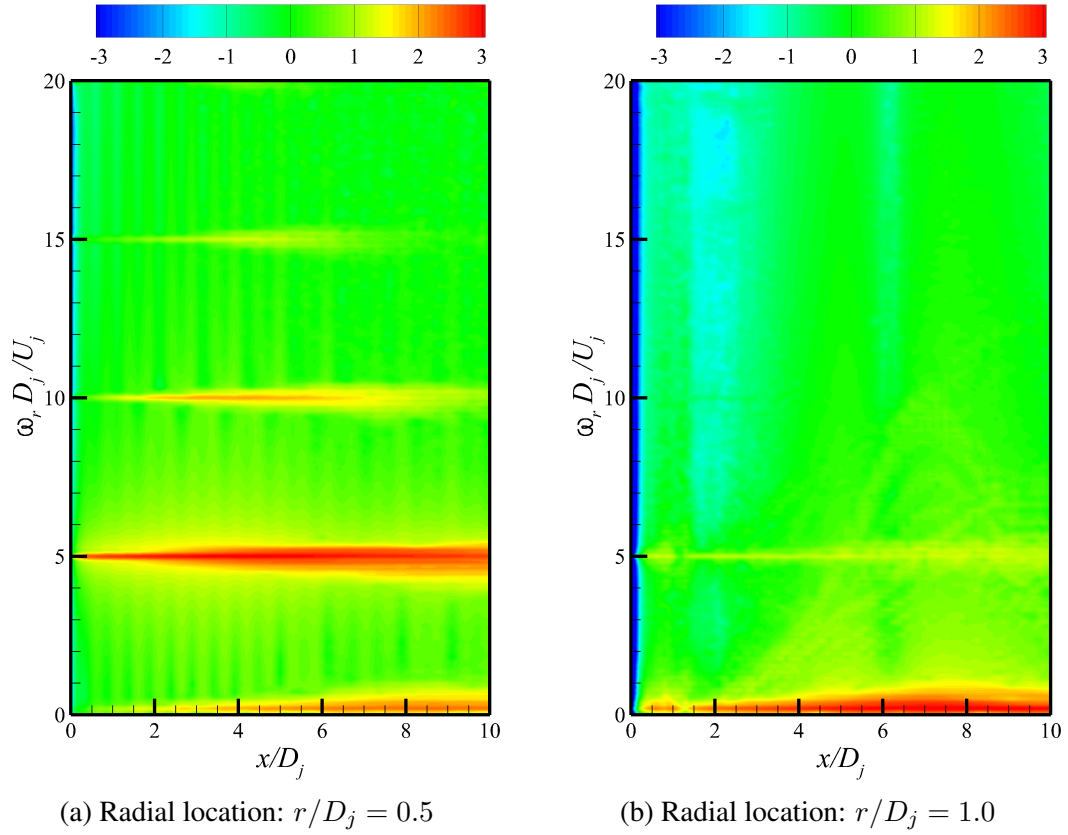 -3 -2 -1 0 1 2 3
20
15
10
5
0
ω_r D_j /U_j
0 2 4 6 8 10
x/D_j
(a) Radial location: r/D_j = 0.5
-3 -2 -1 0 1 2 3
20
15
10
5
0
ω_r D_j /U_j
0 2 4 6 8 10
x/D_j
(b) Radial location: r/D_j = 1.0